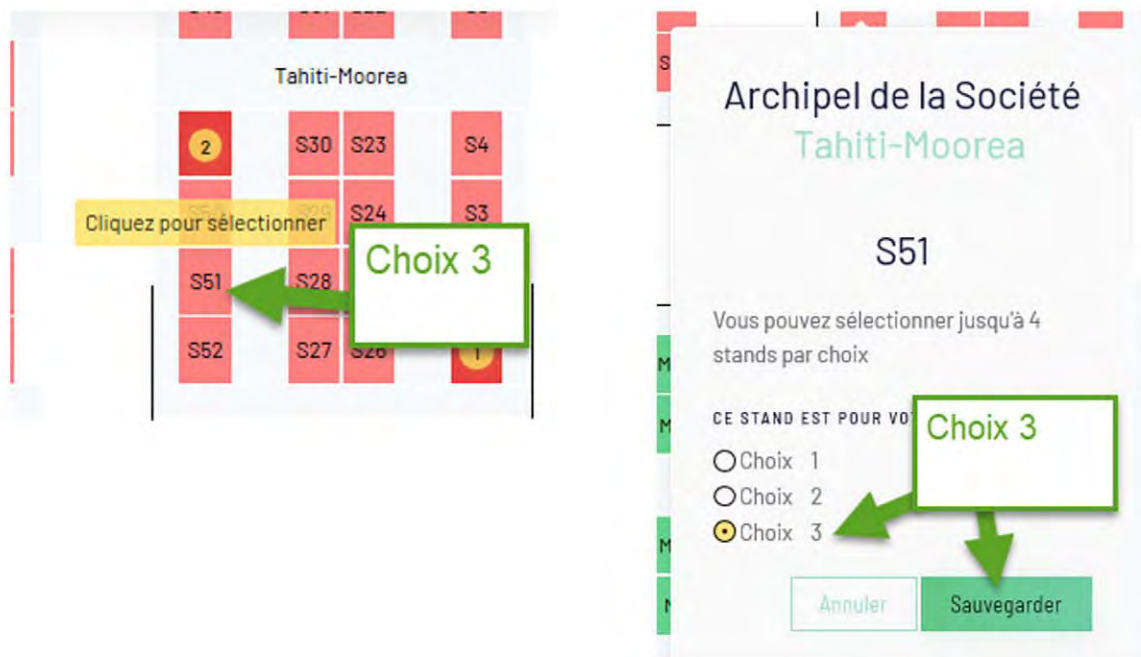 Tahiti-Moorea
2 S30 S23 S4
S24 S3
Cliquez pour sélectionner
Choix 3
S51 S28
S52 S27 S26 1
Archipel de la Société
Tahiti-Moorea
S51
Vous pouvez sélectionner jusqu'à 4
stands par choix
CE STAND EST POUR VO
Choix 3
Choix 1
Choix 2
Choix 3
Annuler Sauvegarder